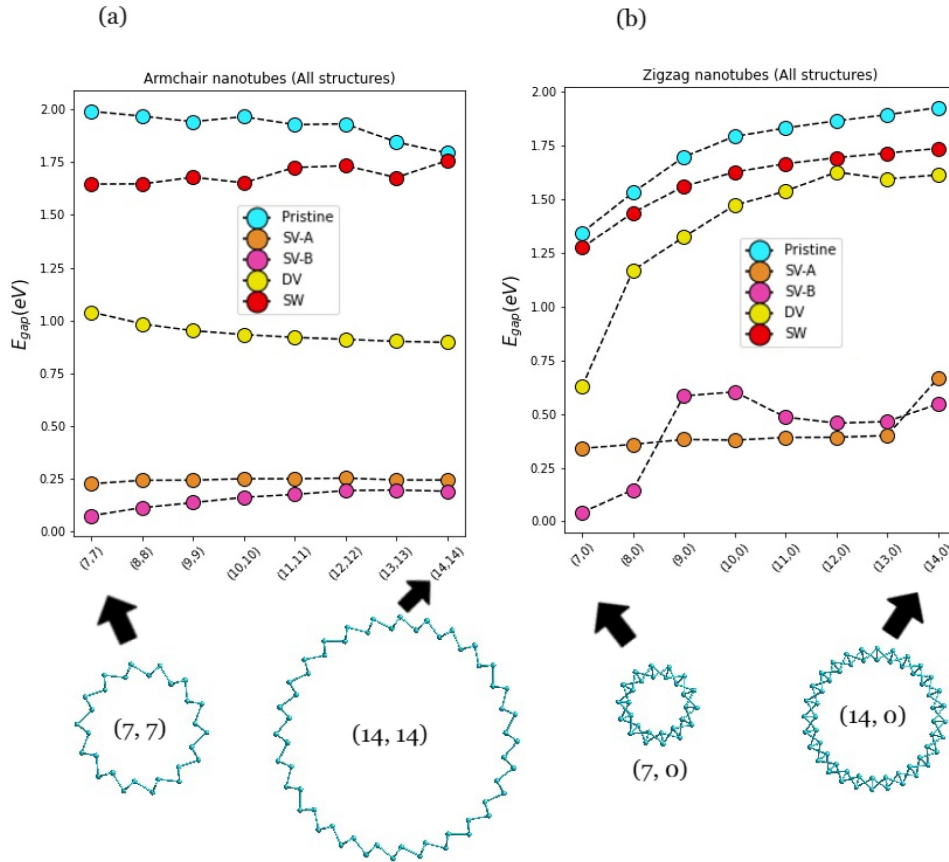 (a)
Armchair nanotubes (All structures)
E_gap(eV)
2.00
1.75
1.50
1.25
1.00
0.75
0.50
0.25
0.00
Pristine
SV-A
SV-B
DV
SW
(7,7)
(8,8)
(9,9)
(10,10)
(11,11)
(12,12)
(13,13)
(14,14)
(7, 7)
(14, 14)
(b)
Zigzag nanotubes (All structures)
E_gap(eV)
2.00
1.75
1.50
1.25
1.00
0.75
0.50
0.25
0.00
Pristine
SV-A
SV-B
DV
SW
(7,0)
(8,0)
(9,0)
(10,0)
(11,0)
(12,0)
(13,0)
(14,0)
(7, 0)
(14, 0)